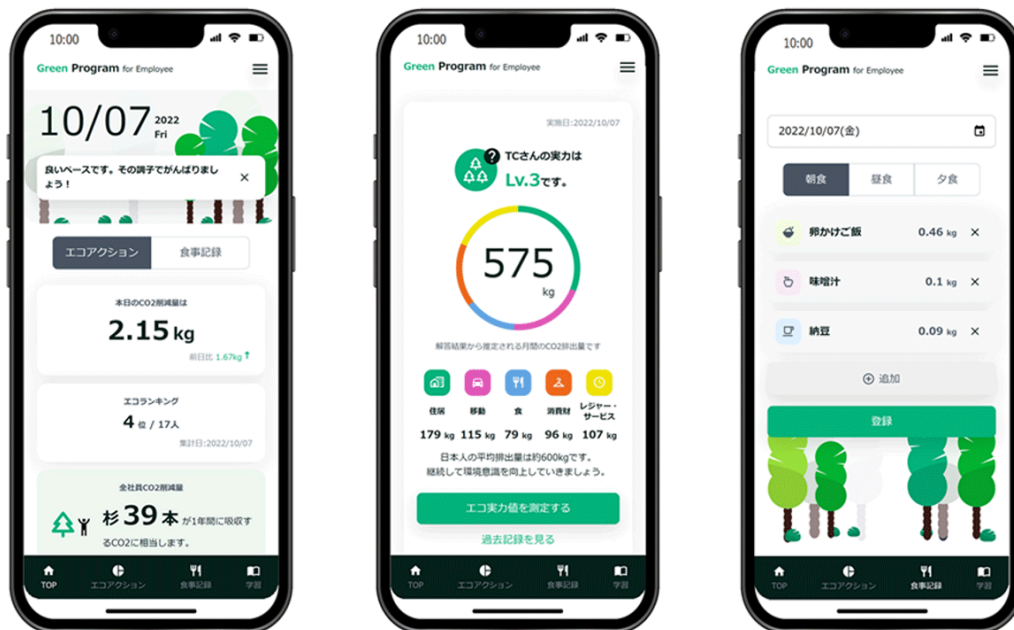 10:00
Green Program for Employee
10/07 2022 Fri
良いペースです。その調子でがんばりまし
ょう！
エコアクション 食事記録
本日のCO2削減量は
2.15 kg
前日比 1.67kg↑
エコランキング
4 位 / 17人
集計日:2022/10/07
全社員CO2削減量
杉 39 本 が1年間に吸収す
るCO2に相当します。
TOP エコアクション 食事記録 学習
10:00
Green Program for Employee
実施日:2022/10/07
?
TCさんの実力は
Lv.3です。
575
kg
解答結果から推定される月間のCO2排出量です
住居 移動 食 消費財 レジャー・
サービス
179 kg 115 kg 79 kg 96 kg 107 kg
日本人の平均排出量は約600kgです。
継続して環境意識を向上していきましょう。
エコ実力値を測定する
過去記録を見る
TOP エコアクション 食事記録 学習
10:00
Green Program for Employee
2022/10/07(金)
朝食 昼食 夕食
卵かけご飯 0.46 kg ×
味噌汁 0.1 kg ×
納豆 0.09 kg ×
追加
登録
TOP エコアクション 食事記録 学習